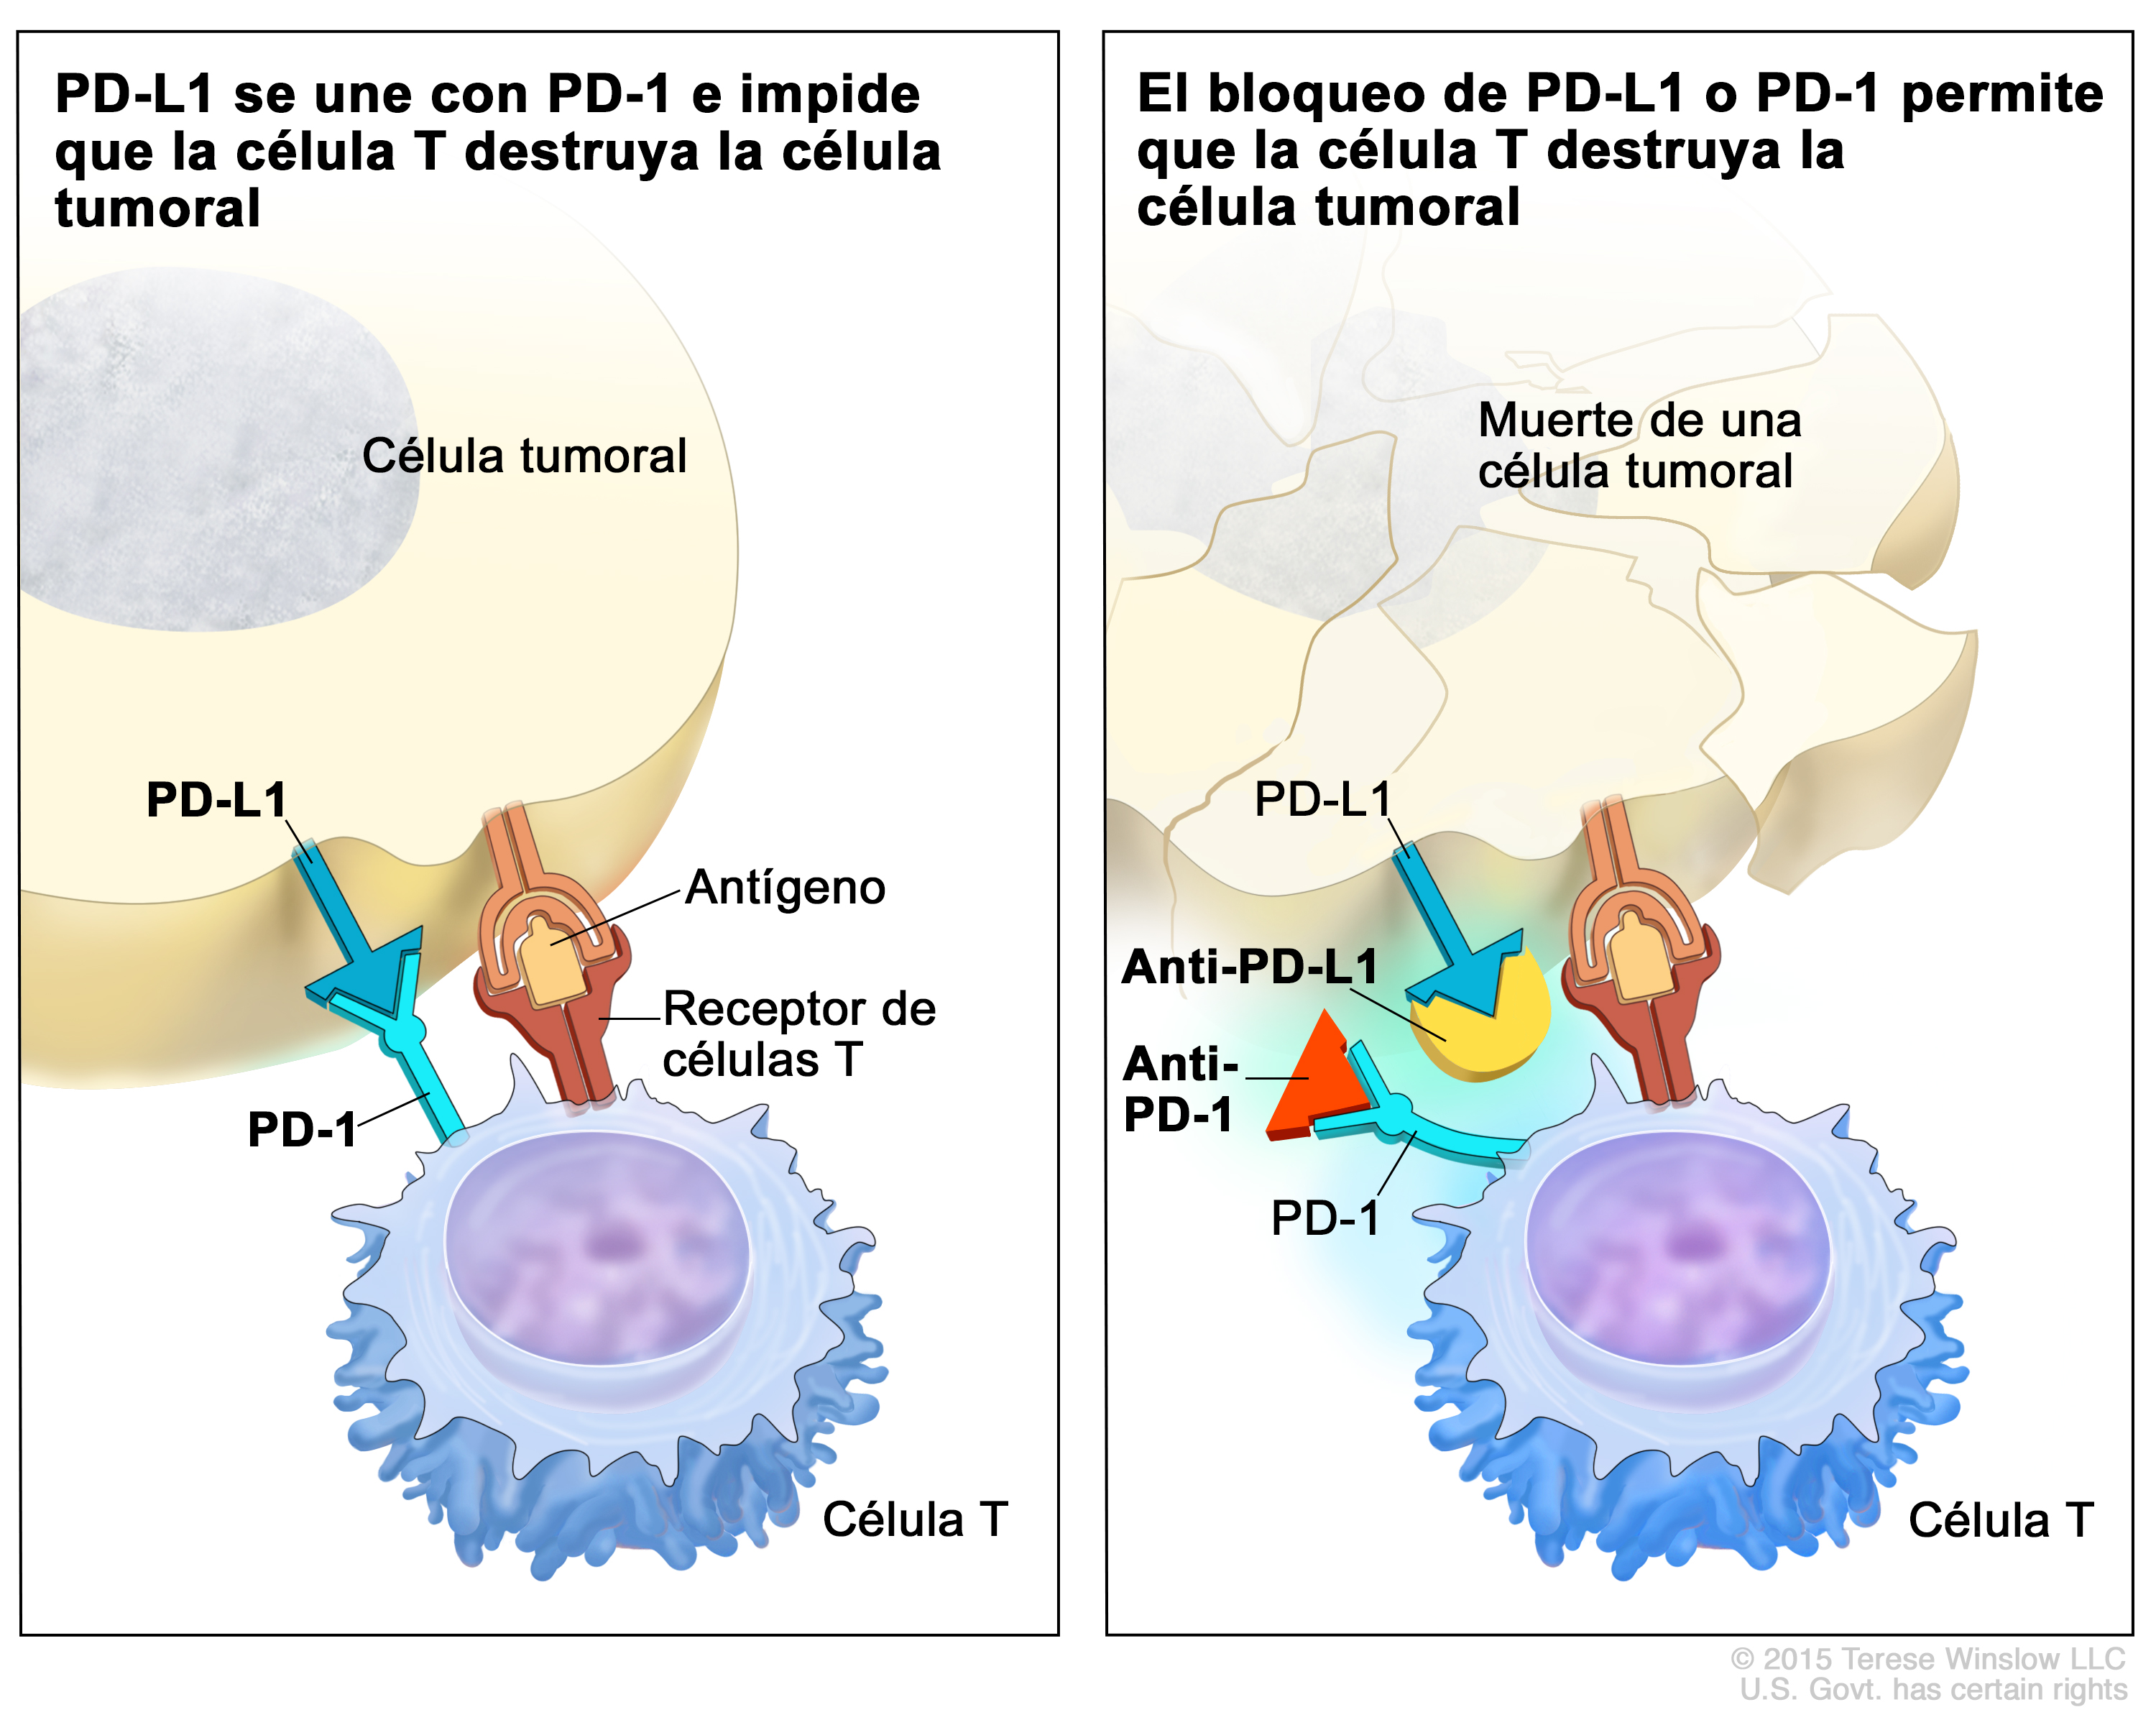 PD-L1 se une con PD-1 e impide
que la célula T destruya la célula
tumoral
Célula tumoral
PD-L1
Antígeno
Receptor de
células T
PD-1
Célula T
El bloqueo de PD-L1 o PD-1 permite
que la célula T destruya la
célula tumoral
Muerte de una
célula tumoral
PD-L1
Anti-PD-L1
Anti-
PD-1
PD-1
Célula T
© 2015 Terese Winslow LLC
U.S. Govt. has certain rights